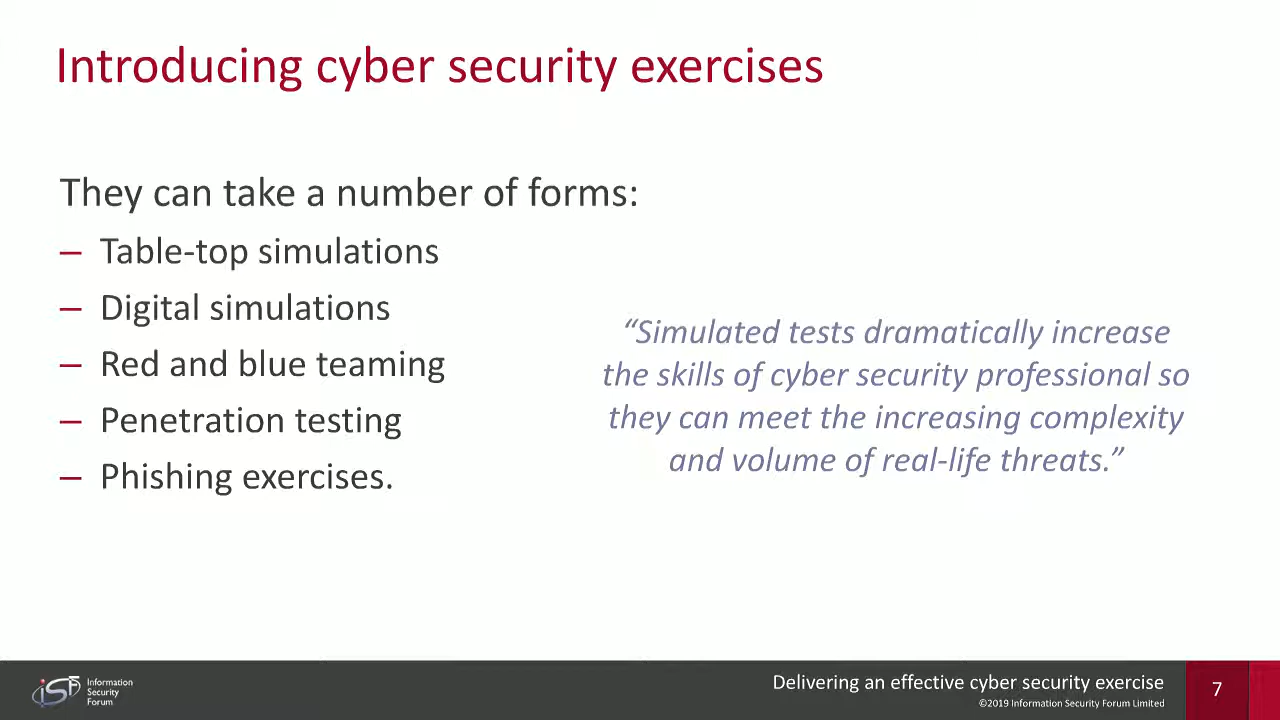 Introducing cyber security exercises
They can take a number of forms:
– Table-top simulations
– Digital simulations
– Red and blue teaming
– Penetration testing
– Phishing exercises.
“Simulated tests dramatically increase
the skills of cyber security professional so
they can meet the increasing complexity
and volume of real-life threats.”
iSF
Information
Security
Forum
Delivering an effective cyber security exercise
©2019 Information Security Forum Limited
7